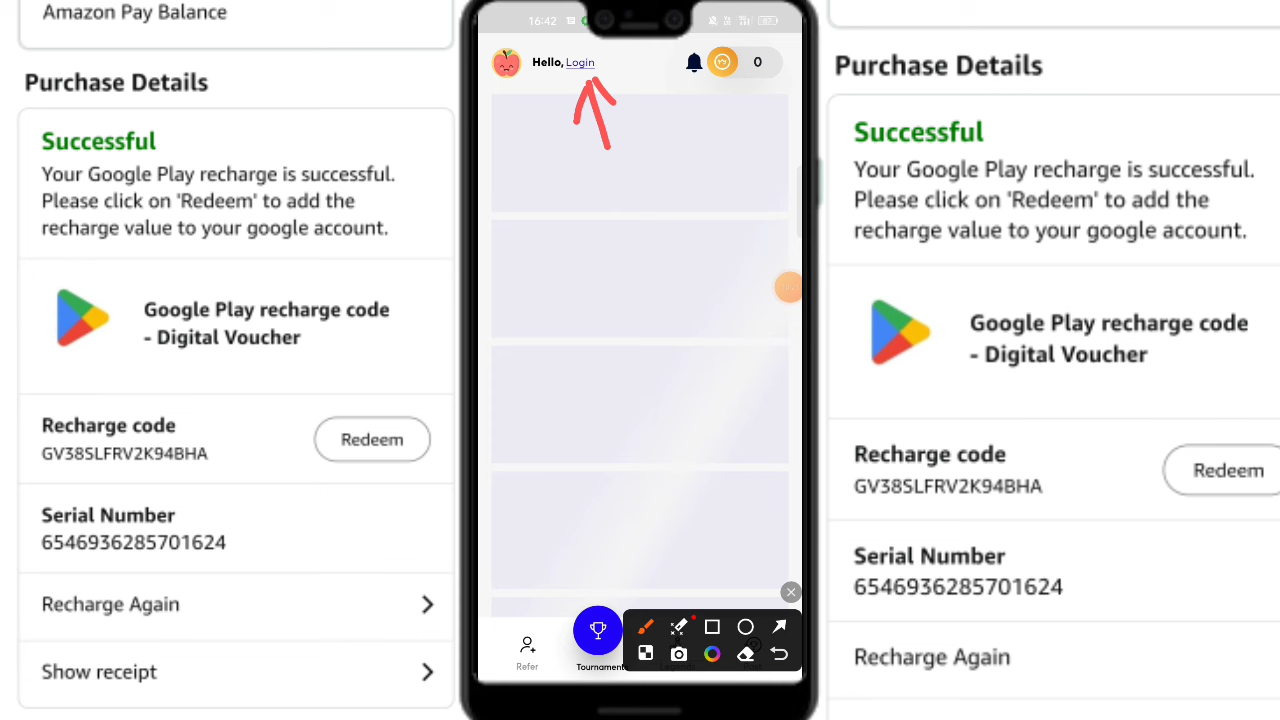 Amazon Pay Balance
Purchase Details
Successful
Your Google Play recharge is successful.
Please click on 'Redeem' to add the
recharge value to your google account.
Google Play recharge code
- Digital Voucher
Recharge code
GV38SLFRV2K94BHA
Redeem
Serial Number
6546936285701624
Recharge Again
Show receipt
16:42
Hello, Login
0
Refer
Tournaments
Purchase Details
Successful
Your Google Play recharge is successful.
Please click on 'Redeem' to add the
recharge value to your google account.
Google Play recharge code
- Digital Voucher
Recharge code
GV38SLFRV2K94BHA
Redeem
Serial Number
6546936285701624
Recharge Again